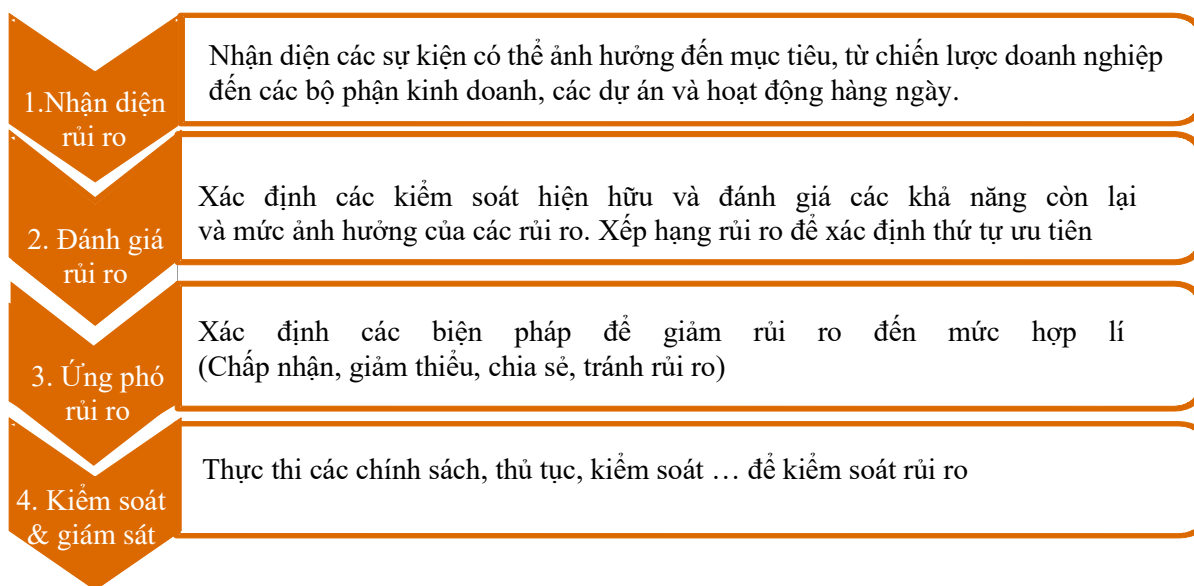 1.Nhận diện
rủi ro
Nhận diện các sự kiện có thể ảnh hưởng đến mục tiêu, từ chiến lược doanh nghiệp
đến các bộ phận kinh doanh, các dự án và hoạt động hàng ngày.
2. Đánh giá
rủi ro
Xác định các kiểm soát hiện hữu và đánh giá các khả năng còn lại
và mức ảnh hưởng của các rủi ro. Xếp hạng rủi ro để xác định thứ tự ưu tiên
3. Ứng phó
rủi ro
Xác định các biện pháp để giảm rủi ro đến mức hợp lí
(Chấp nhận, giảm thiểu, chia sẻ, tránh rủi ro)
4. Kiểm soát
& giám sát
Thực thi các chính sách, thủ tục, kiểm soát … để kiểm soát rủi ro